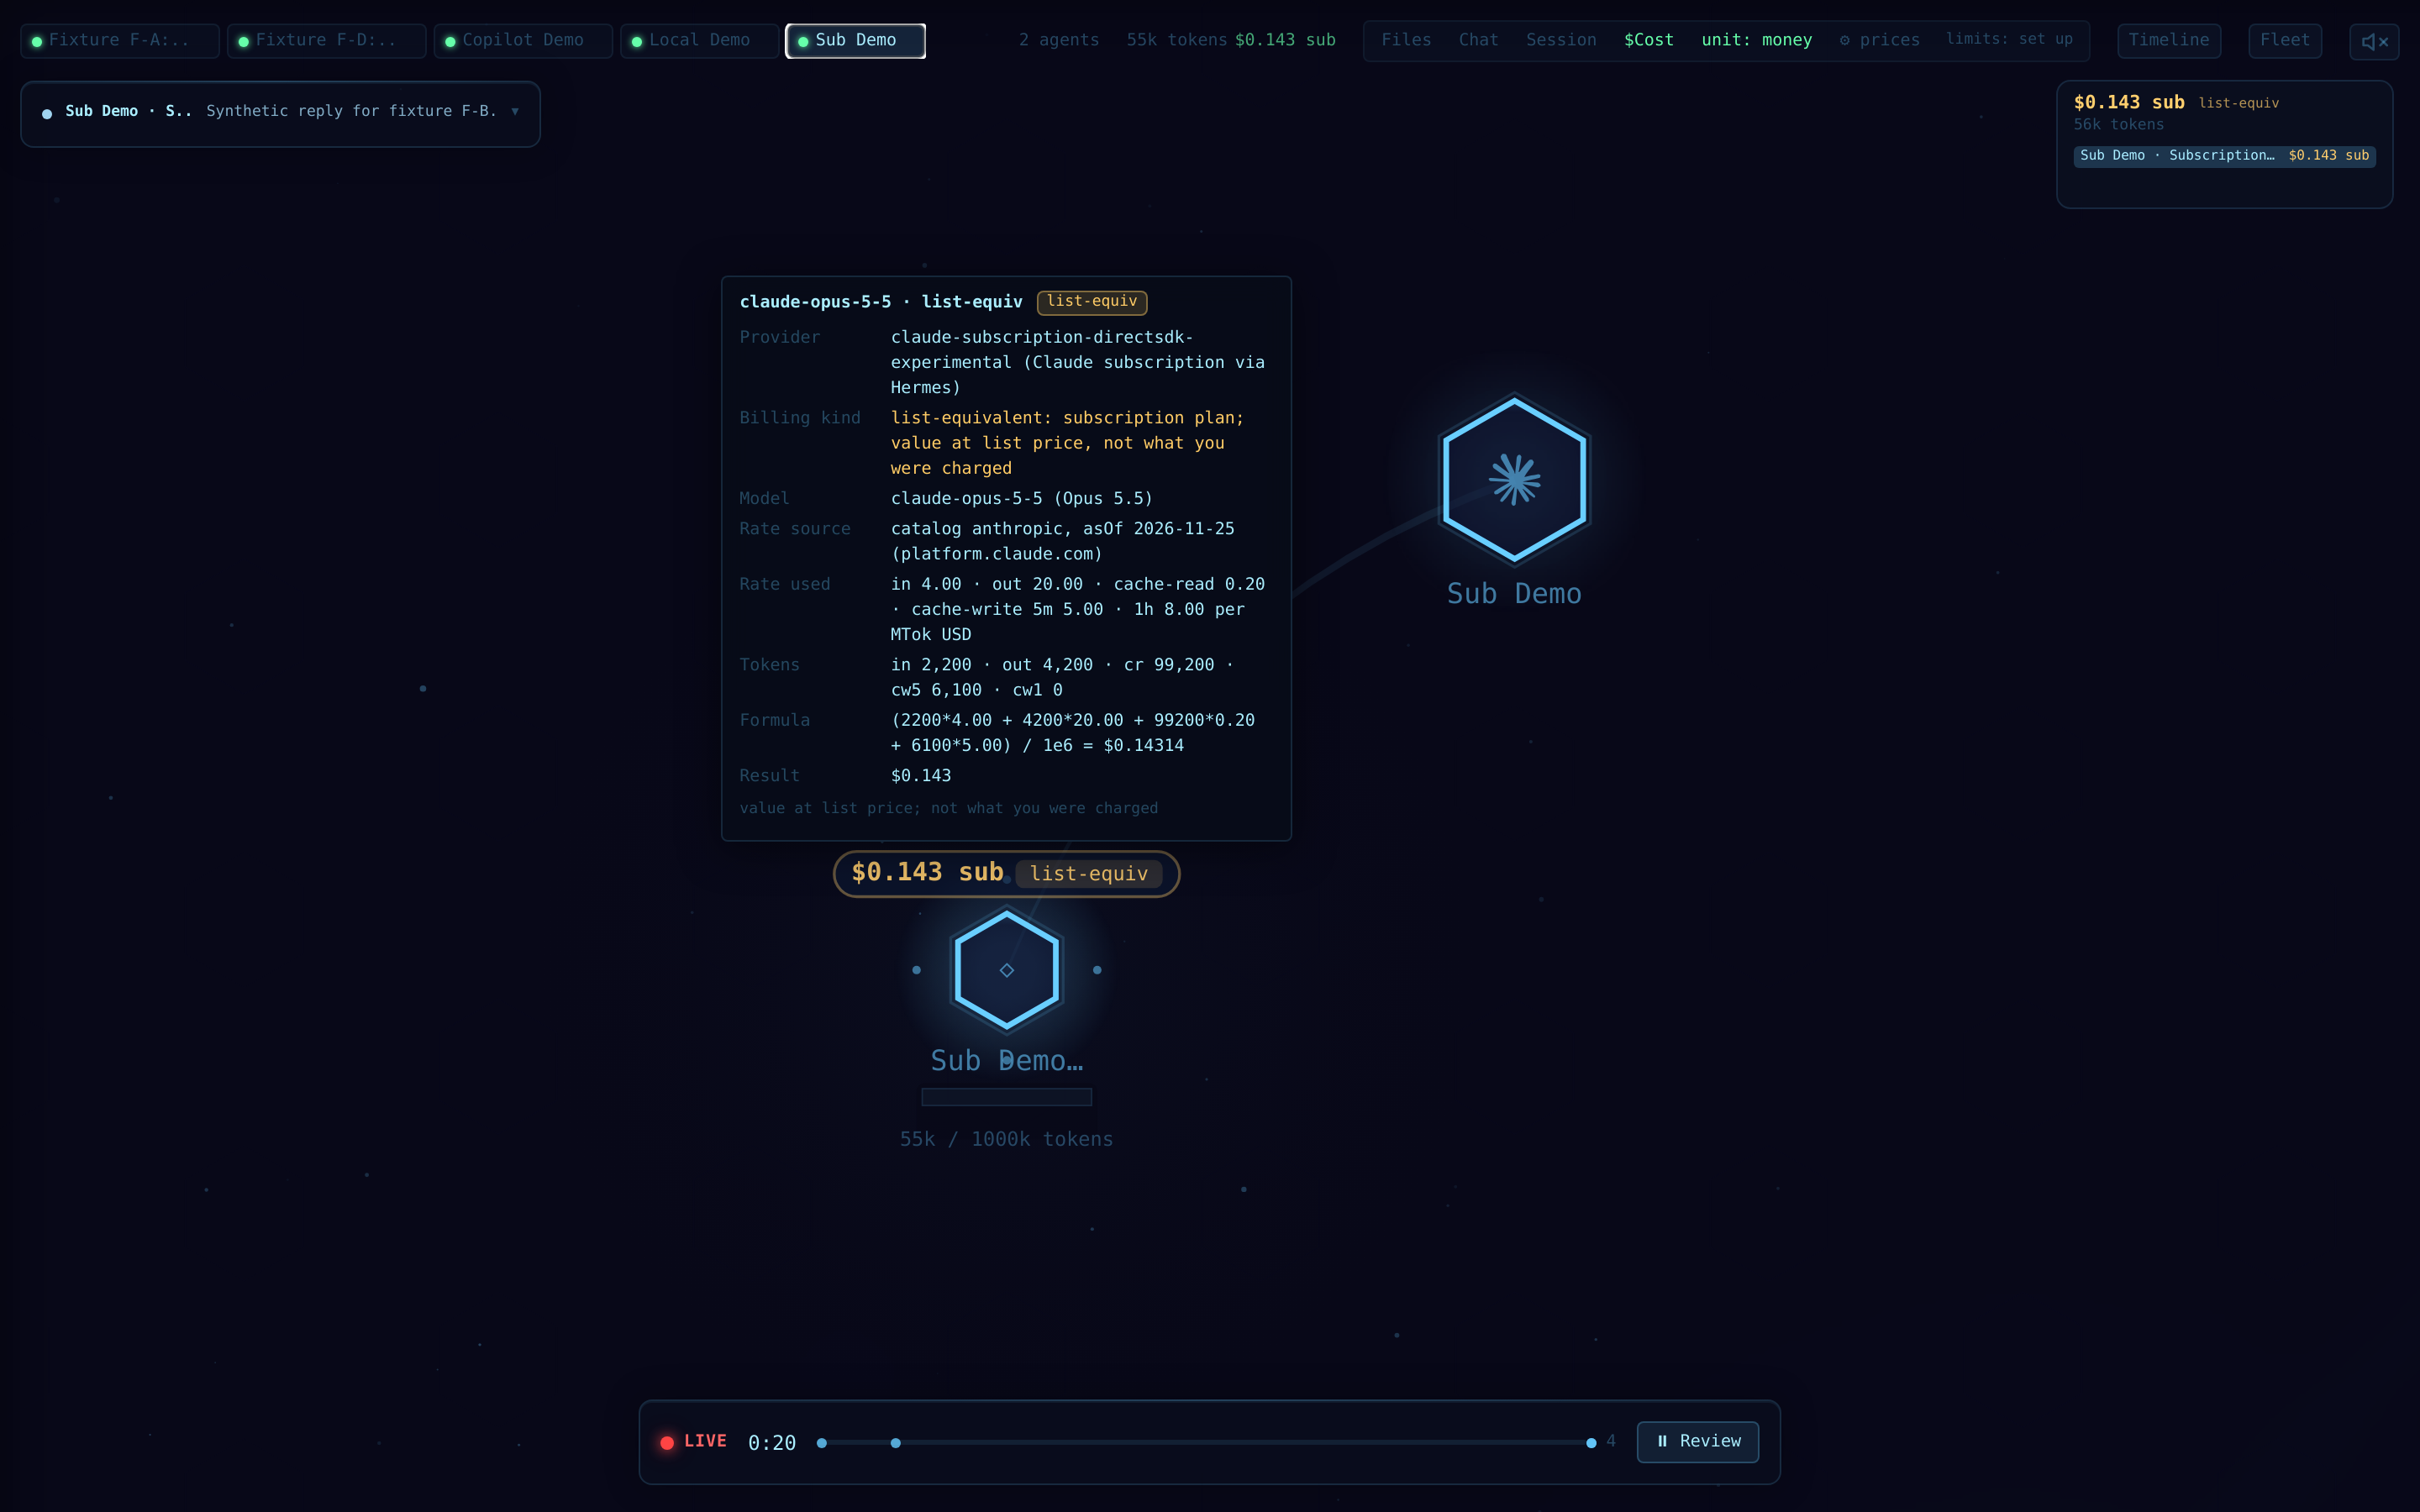 Fixture F-A:..
Fixture F-D:..
Copilot Demo
Local Demo
Sub Demo
2 agents
55k tokens
$0.143 sub
Files
Chat
Session
$Cost
unit: money
⚙ prices
limits: set up
Timeline
Fleet
Sub Demo · S.. Synthetic reply for fixture F-B. ▼
$0.143 sub list-equiv
56k tokens
Sub Demo · Subscription… $0.143 sub
claude-opus-5-5 · list-equiv list-equiv
Provider claude-subscription-directsdk-
experimental (Claude subscription via
Hermes)
Billing kind list-equivalent: subscription plan;
value at list price, not what you
were charged
Model claude-opus-5-5 (Opus 5.5)
Rate source catalog anthropic, asOf 2026-11-25
(platform.claude.com)
Rate used in 4.00 · out 20.00 · cache-read 0.20
· cache-write 5m 5.00 · 1h 8.00 per
MTok USD
Tokens in 2,200 · out 4,200 · cr 99,200 ·
cw5 6,100 · cw1 0
Formula (2200*4.00 + 4200*20.00 + 99200*0.20
+ 6100*5.00) / 1e6 = $0.14314
Result $0.143
value at list price; not what you were charged
Sub Demo
$0.143 sub list-equiv
Sub Demo…
55k / 1000k tokens
LIVE 0:20 4 Review